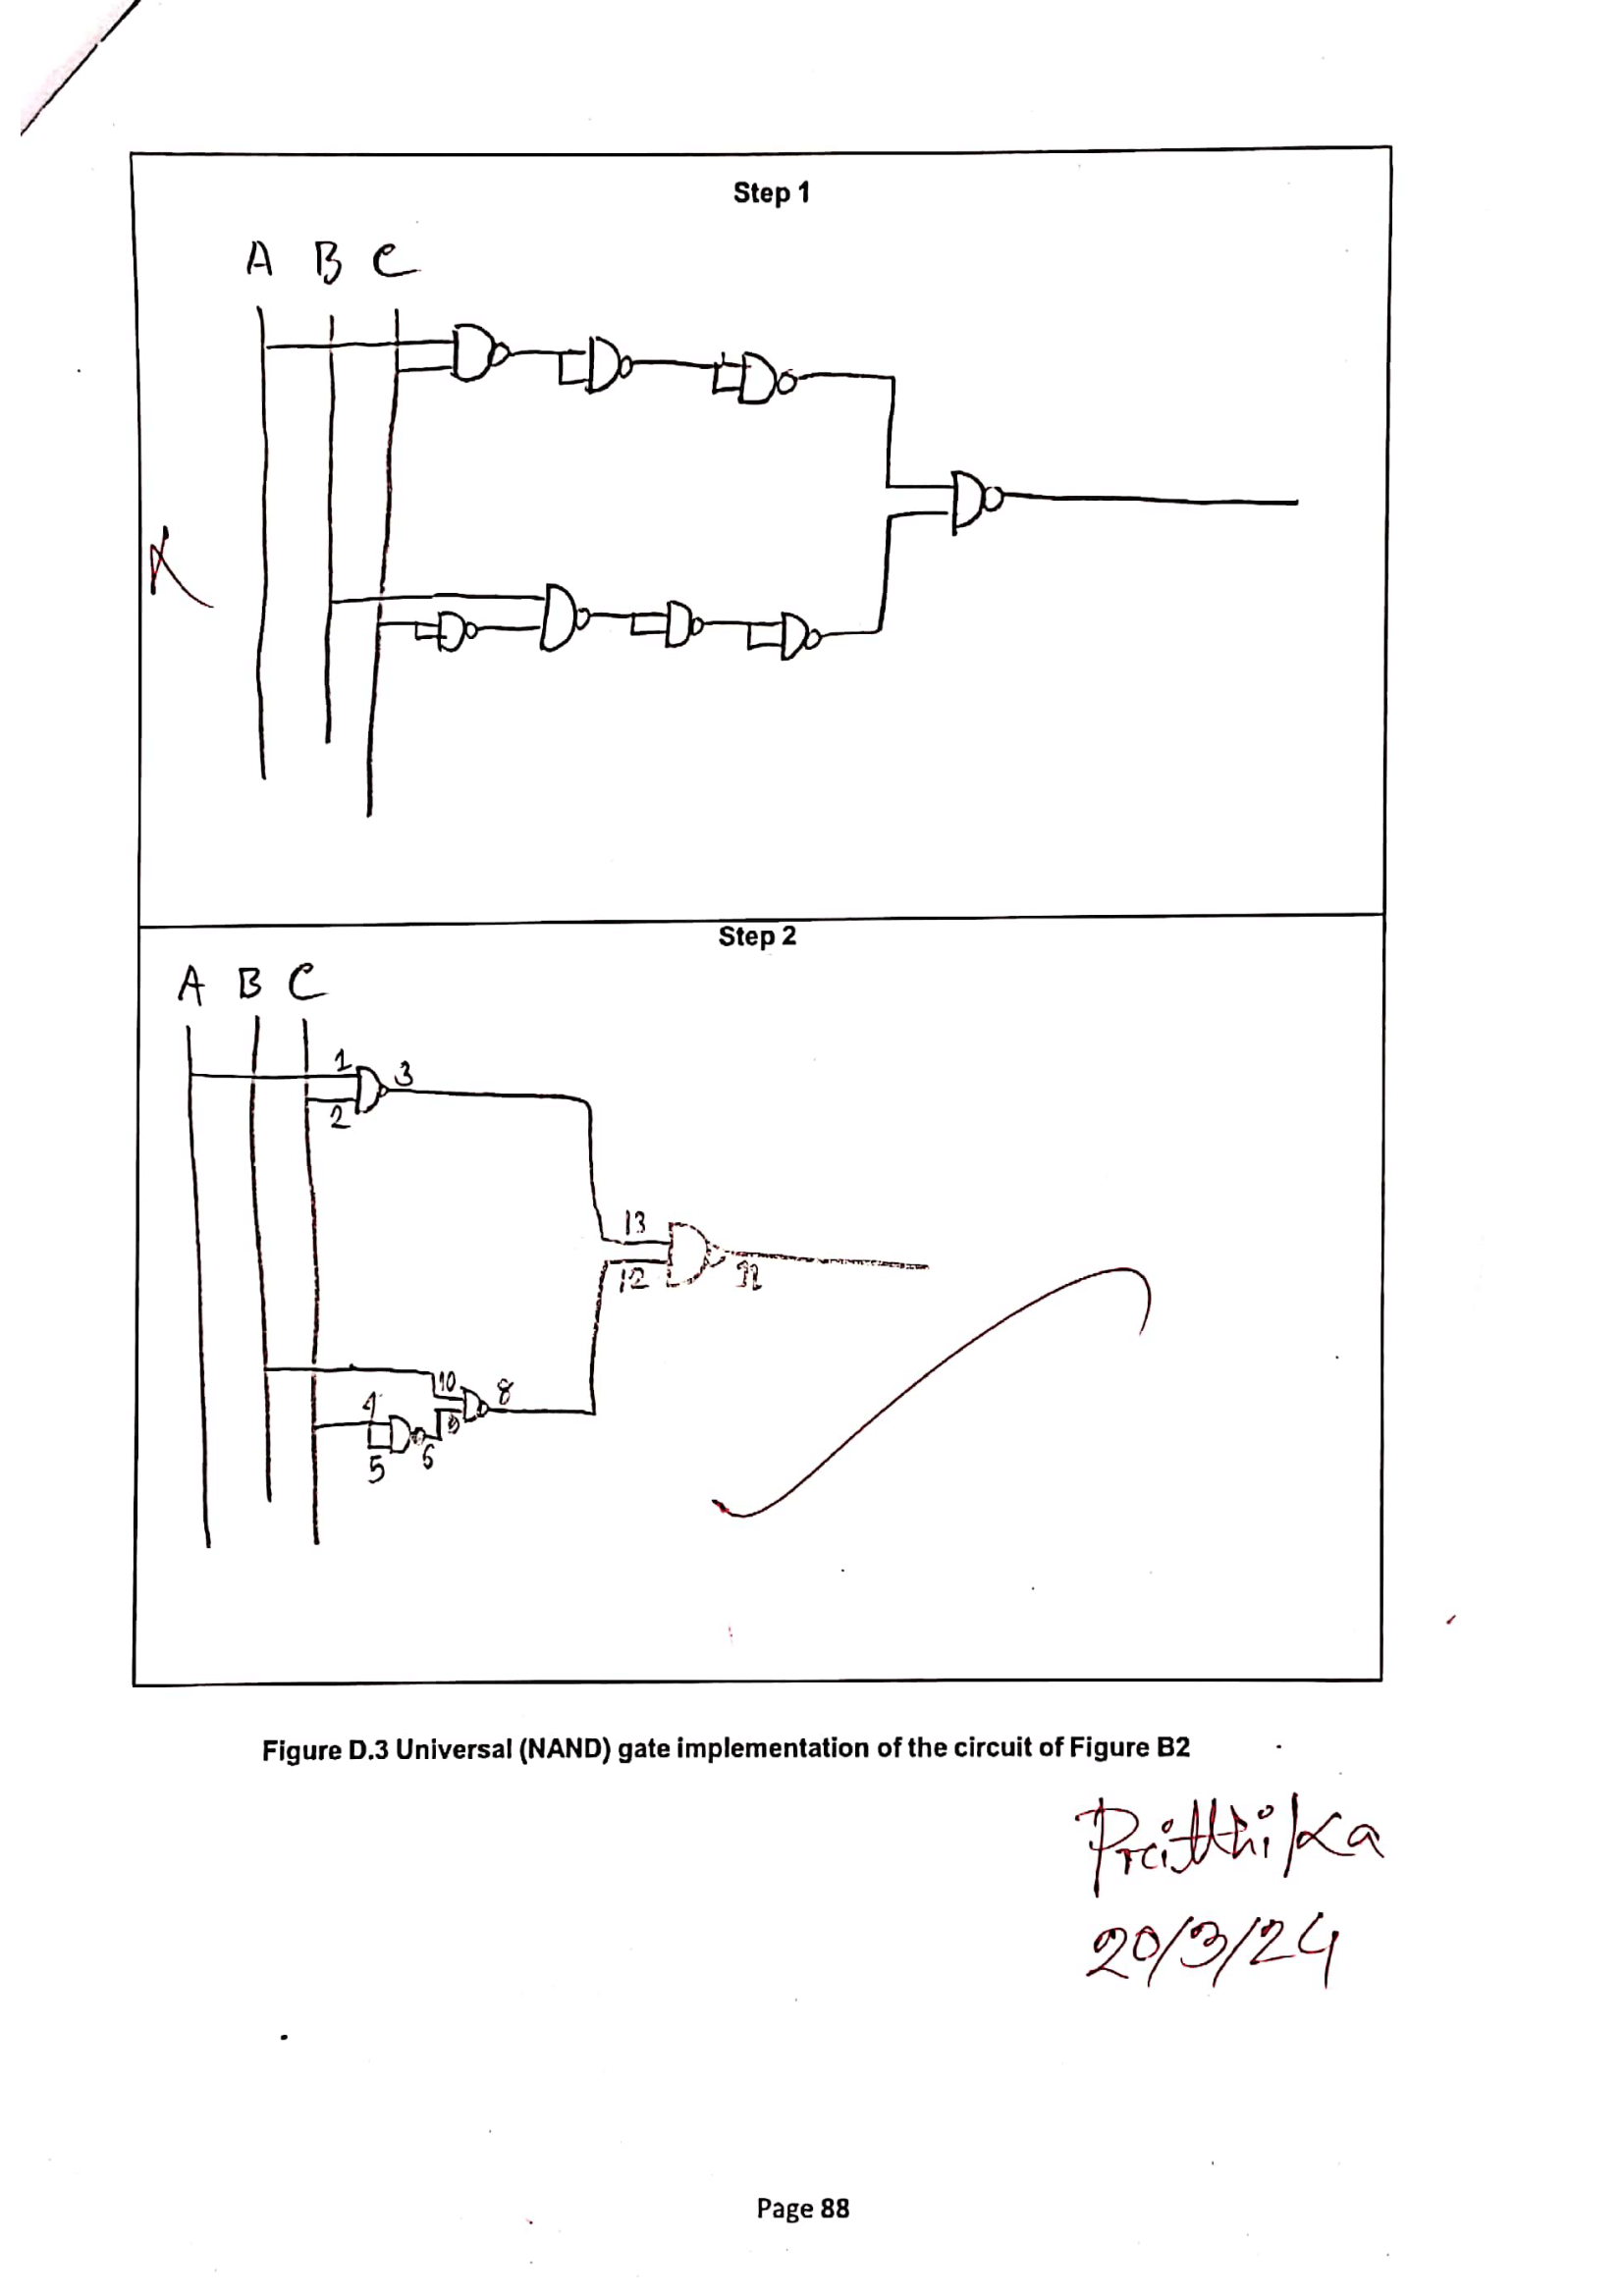 Step 1
A B C
Step 2
A B C
1
3
2
13
12
11
10
8
4
9
5
6
Figure D.3 Universal (NAND) gate implementation of the circuit of Figure B2
Preitthika
20/3/24
Page 88